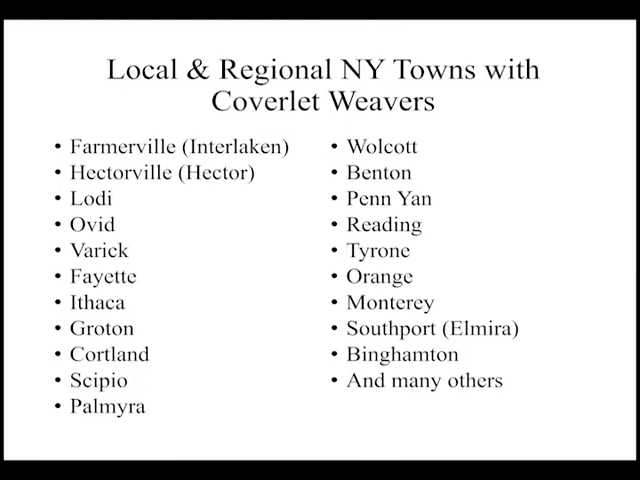 Local & Regional NY Towns with
Coverlet Weavers
• Farmerville (Interlaken)
• Hectorville (Hector)
• Lodi
• Ovid
• Varick
• Fayette
• Ithaca
• Groton
• Cortland
• Scipio
• Palmyra
• Wolcott
• Benton
• Penn Yan
• Reading
• Tyrone
• Orange
• Monterey
• Southport (Elmira)
• Binghamton
• And many others